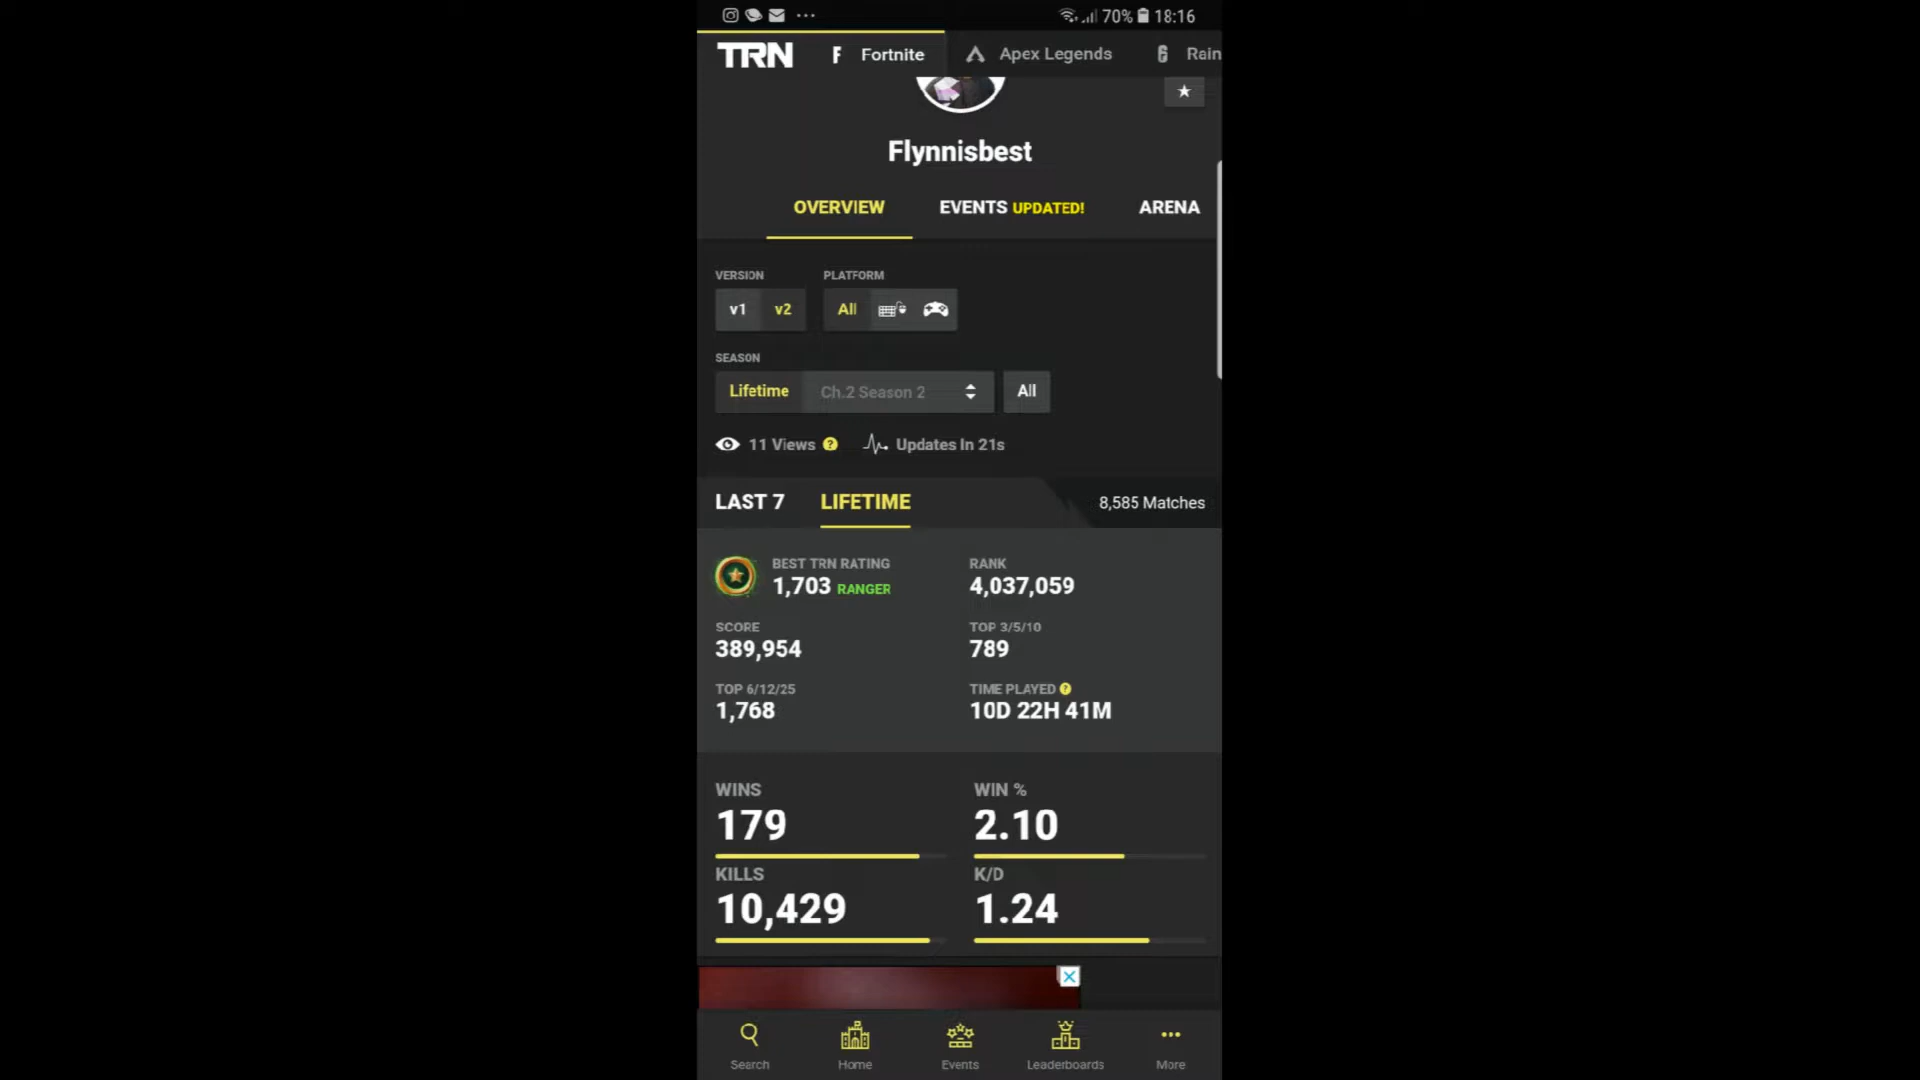 70% 18:16
TRN Fortnite Apex Legends Rain
Flynnisbest
OVERVIEW EVENTS UPDATED! ARENA
VERSION PLATFORM
v1 v2 All
SEASON
Lifetime Ch.2 Season 2 All
11 Views ? Updates In 21s
LAST 7 LIFETIME 8,585 Matches
BEST TRN RATING RANK
1,703 RANGER 4,037,059
SCORE TOP 3/5/10
389,954 789
TOP 6/12/25 TIME PLAYED ?
1,768 10D 22H 41M
WINS WIN %
179 2.10
KILLS K/D
10,429 1.24
Search Home Events Leaderboards More